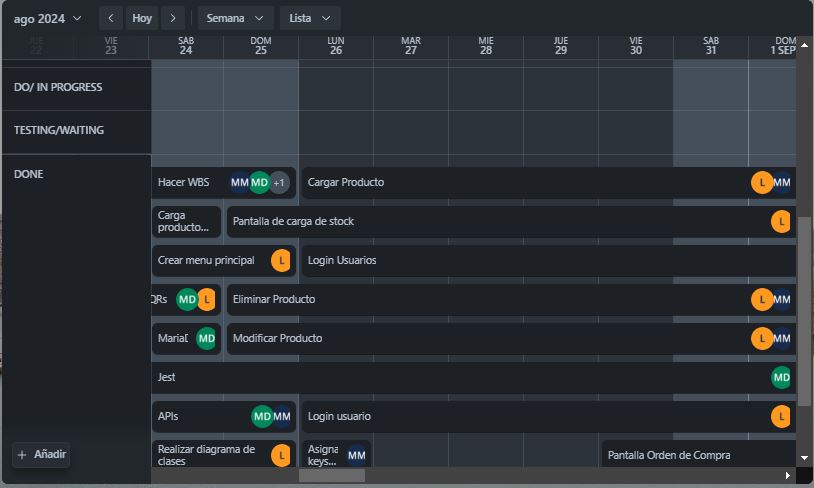 ago 2024
Hoy
Semana
Lista
JUE VIE SÁB DOM LUN MAR MIE JUE VIE SÁB DOM
22 23 24 25 26 27 28 29 30 31 1 SEP
DO/ IN PROGRESS
TESTING/WAITING
DONE
Hacer WBS MM MD +1
Cargar Producto L MM
Carga
producto...
Pantalla de carga de stock L
Crear menu principal L
Login Usuarios
QRs MD L
Eliminar Producto L MM
MariaD MD
Modificar Producto L MM
Jest MD
APIs MD MM
Login usuario L
Realizar diagrama de
clases L
Asigna
keys... MM
Pantalla Orden de Compra
+ Añadir